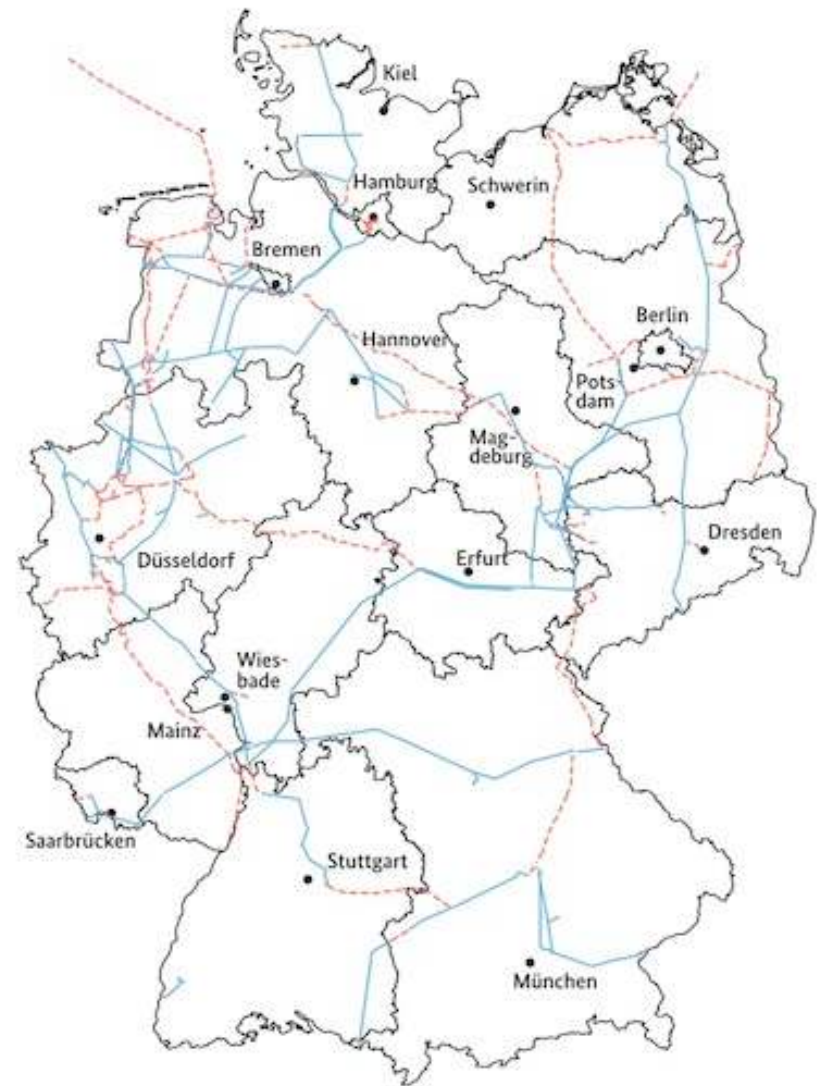 Kiel
Hamburg
Schwerin
Bremen
Berlin
Hannover
Pots
dam
Mag-
deburg
Düsseldorf
Erfurt
Dresden
Wies-
bade
Mainz
Saarbrücken
Stuttgart
München